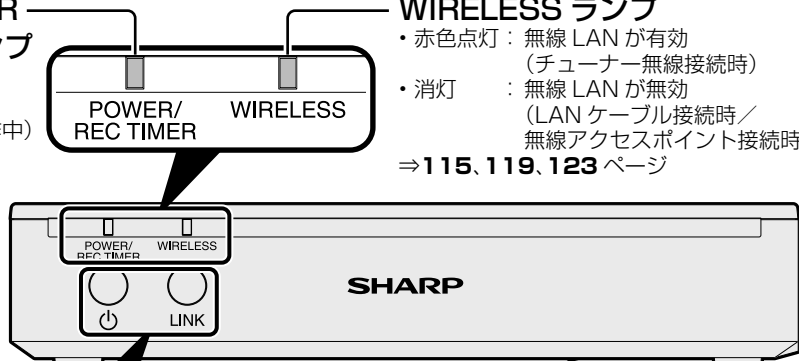 R
プ
中)
WIRELESS ランプ
・赤色点灯: 無線 LAN が有効
(チューナー無線接続時)
・消灯 : 無線 LAN が無効
(LAN ケーブル接続時/
無線アクセスポイント接続時
⇒115、119、123 ページ
POWER/
REC TIMER
WIRELESS
POWER/
REC TIMER
WIRELESS
LINK
SHARP